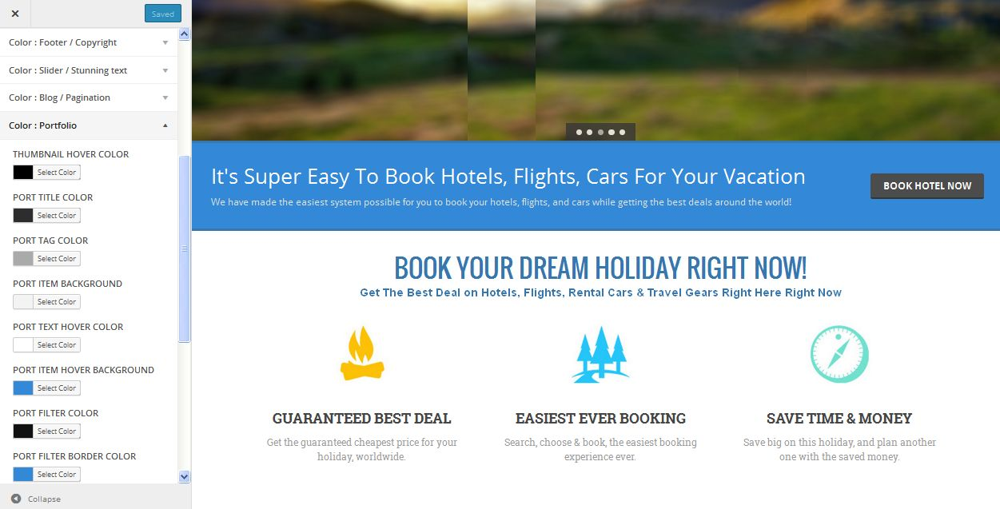 Saved
Color : Footer / Copyright
Color : Slider / Stunning text
Color : Blog / Pagination
Color : Portfolio
THUMBNAIL HOVER COLOR
Select Color
PORT TITLE COLOR
Select Color
PORT TAG COLOR
Select Color
PORT ITEM BACKGROUND
Select Color
PORT TEXT HOVER COLOR
Select Color
PORT ITEM HOVER BACKGROUND
Select Color
PORT FILTER COLOR
Select Color
PORT FILTER BORDER COLOR
Select Color
Collapse
It's Super Easy To Book Hotels, Flights, Cars For Your Vacation
We have made the easiest system possible for you to book your hotels, flights, and cars while getting the best deals around the world!
BOOK HOTEL NOW
BOOK YOUR DREAM HOLIDAY RIGHT NOW!
Get The Best Deal on Hotels, Flights, Rental Cars & Travel Gears Right Here Right Now
GUARANTEED BEST DEAL
Get the guaranteed cheapest price for your
holiday, worldwide.
EASIEST EVER BOOKING
Search, choose & book, the easiest booking
experience ever.
SAVE TIME & MONEY
Save big on this holiday, and plan another
one with the saved money.